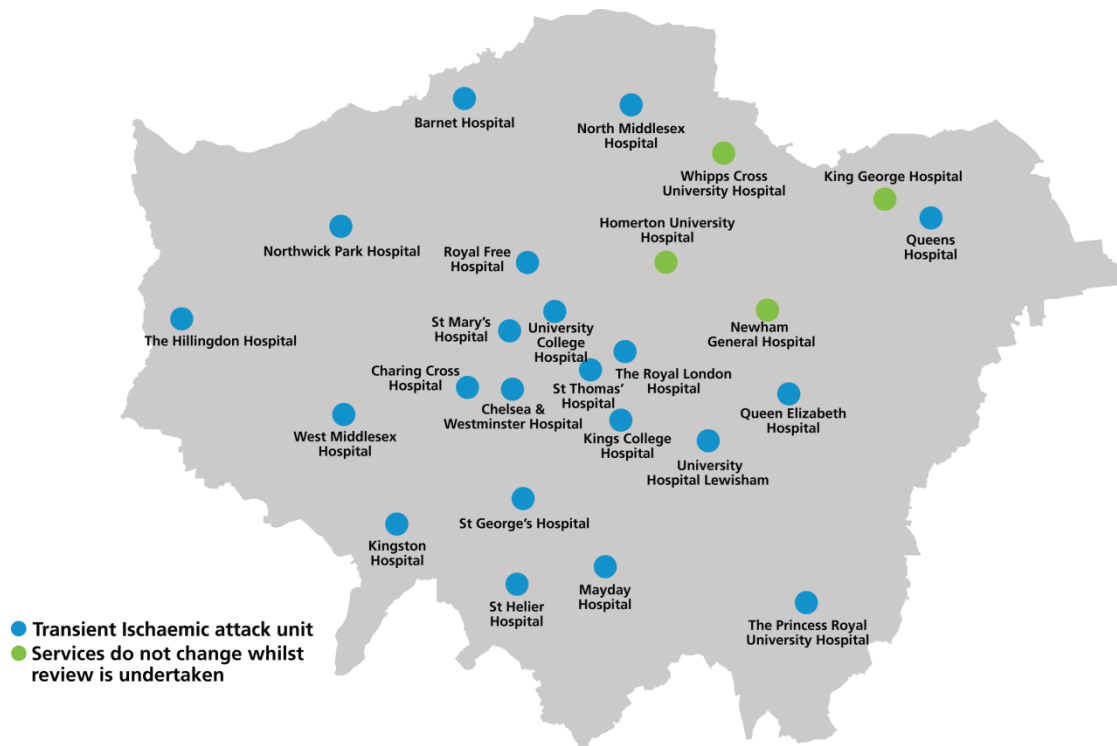 Barnet Hospital
North Middlesex
Hospital
Whipps Cross
University Hospital
King George Hospital
Queens
Hospital
Homerton University
Hospital
Northwick Park Hospital
Royal Free
Hospital
Newham
General Hospital
The Hillingdon Hospital
St Mary’s
Hospital
University
College
Hospital
The Royal London
Hospital
St Thomas’
Hospital
Charing Cross
Hospital
Chelsea &
Westminster Hospital
Queen Elizabeth
Hospital
West Middlesex
Hospital
Kings College
Hospital
University
Hospital Lewisham
St George’s Hospital
Kingston
Hospital
St Helier
Hospital
Mayday
Hospital
The Princess Royal
University Hospital
Transient Ischaemic attack unit
Services do not change whilst
review is undertaken